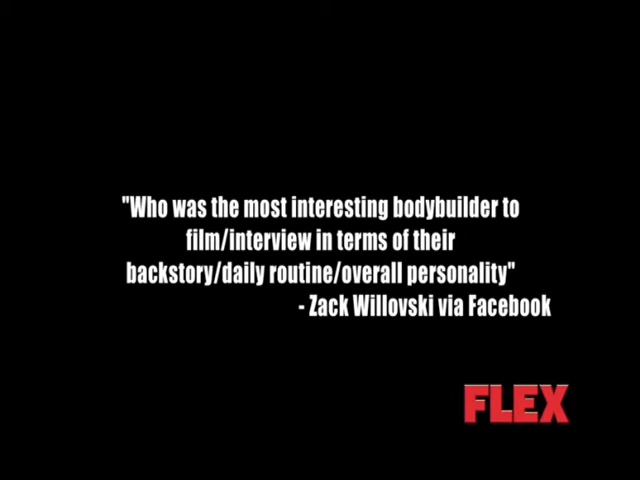 "Who was the most interesting bodybuilder to
film/interview in terms of their
backstory/daily routine/overall personality"
- Zack Willovski via Facebook
FLEX